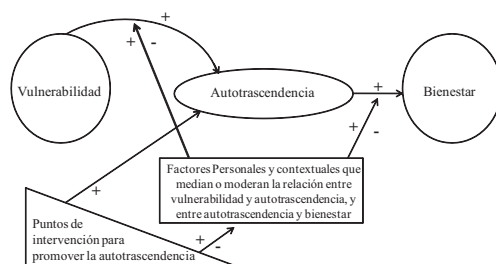 +
+ -
Vulnerabilidad
Autotrascendencia
+
Bienestar
+ -
Factores Personales y contextuales que
median o moderan la relación entre
vulnerabilidad y autotrascendencia, y
entre autotrascendencia y bienestar
+
Puntos de
intervención para
promover la autotrascendencia
+ -